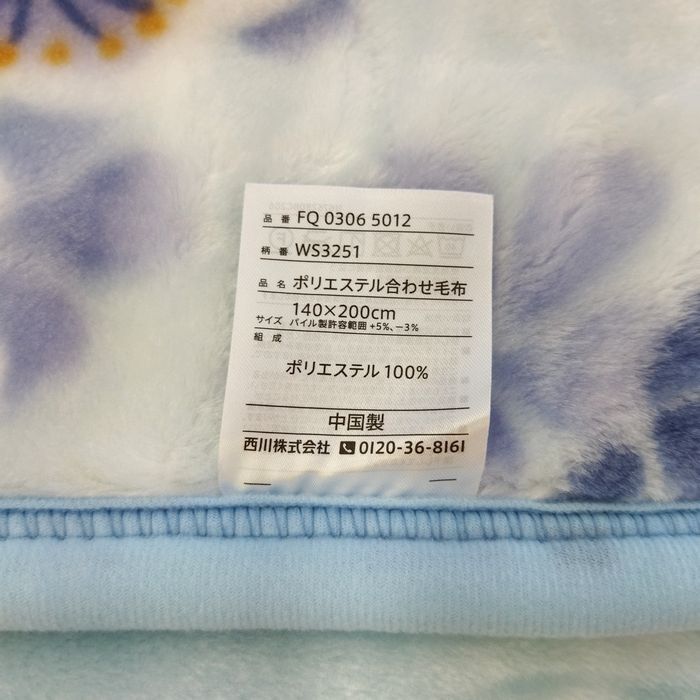 品番 FQ 0306 5012
柄番 WS3251
品名 ポリエステル合わせ毛布
サイズ 140×200cm
パイル製許容範囲 +5%、−3%
組成
ポリエステル 100%
中国製
西川株式会社 0120-36-8161